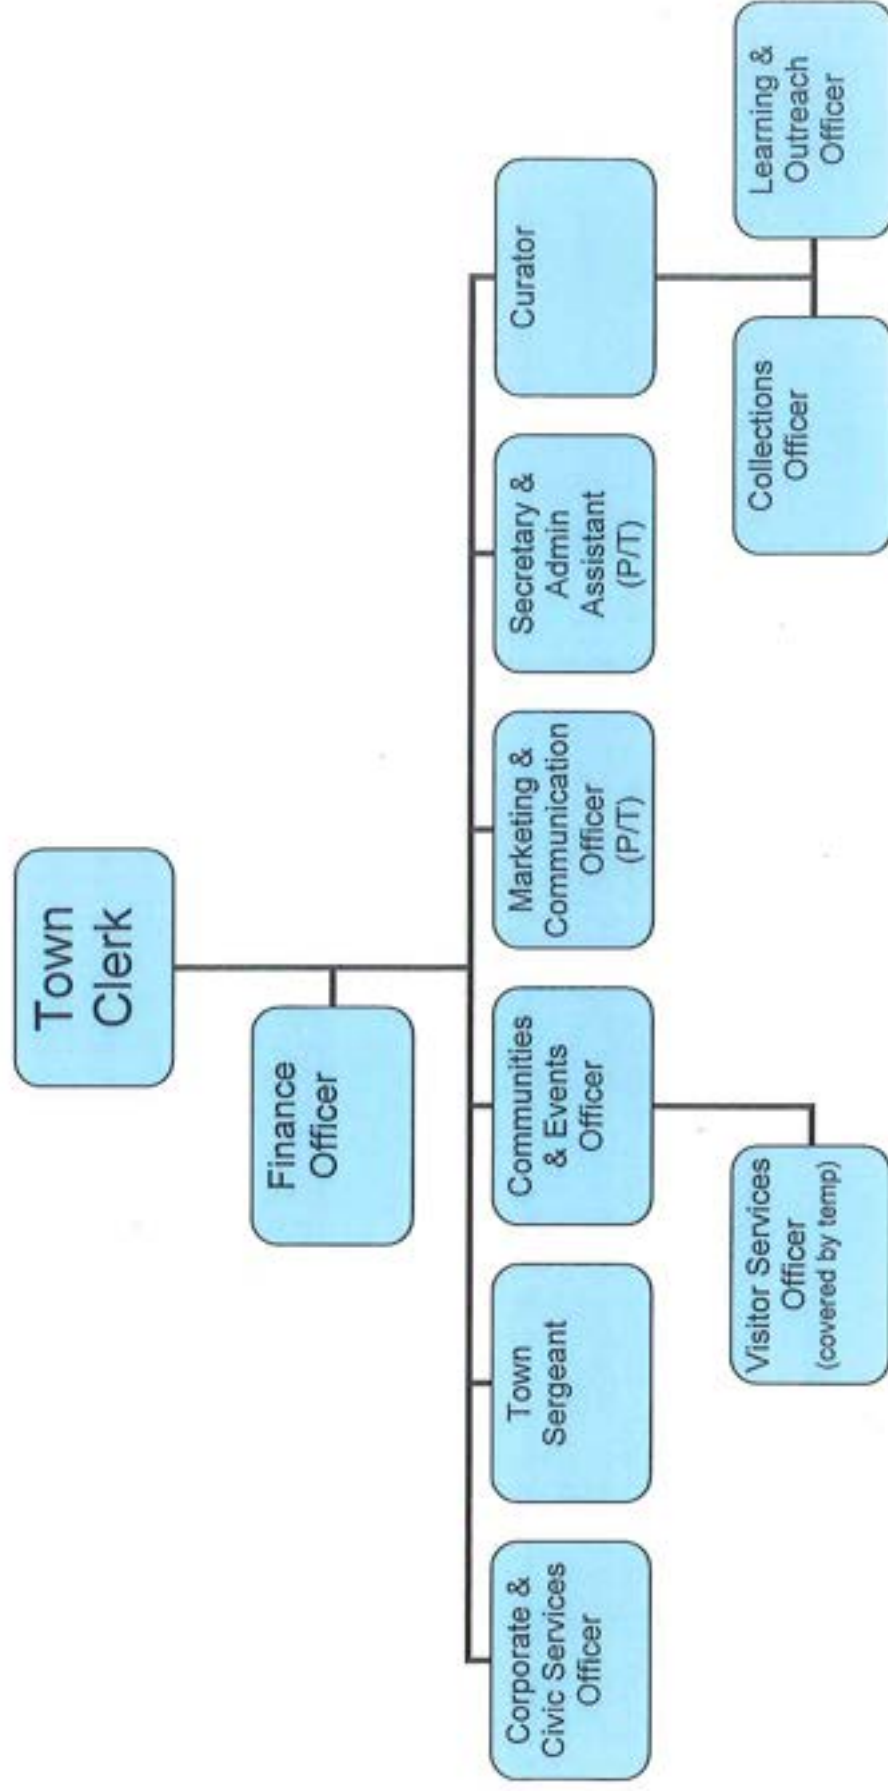 Town
Clerk
Finance
Officer
Corporate &
Civic Services
Officer
Town
Sergeant
Communities
& Events
Officer
Marketing &
Communication
Officer
(P/T)
Secretary &
Admin
Assistant
(P/T)
Curator
Visitor Services
Officer
(covered by temp)
Collections
Officer
Learning &
Outreach
Officer